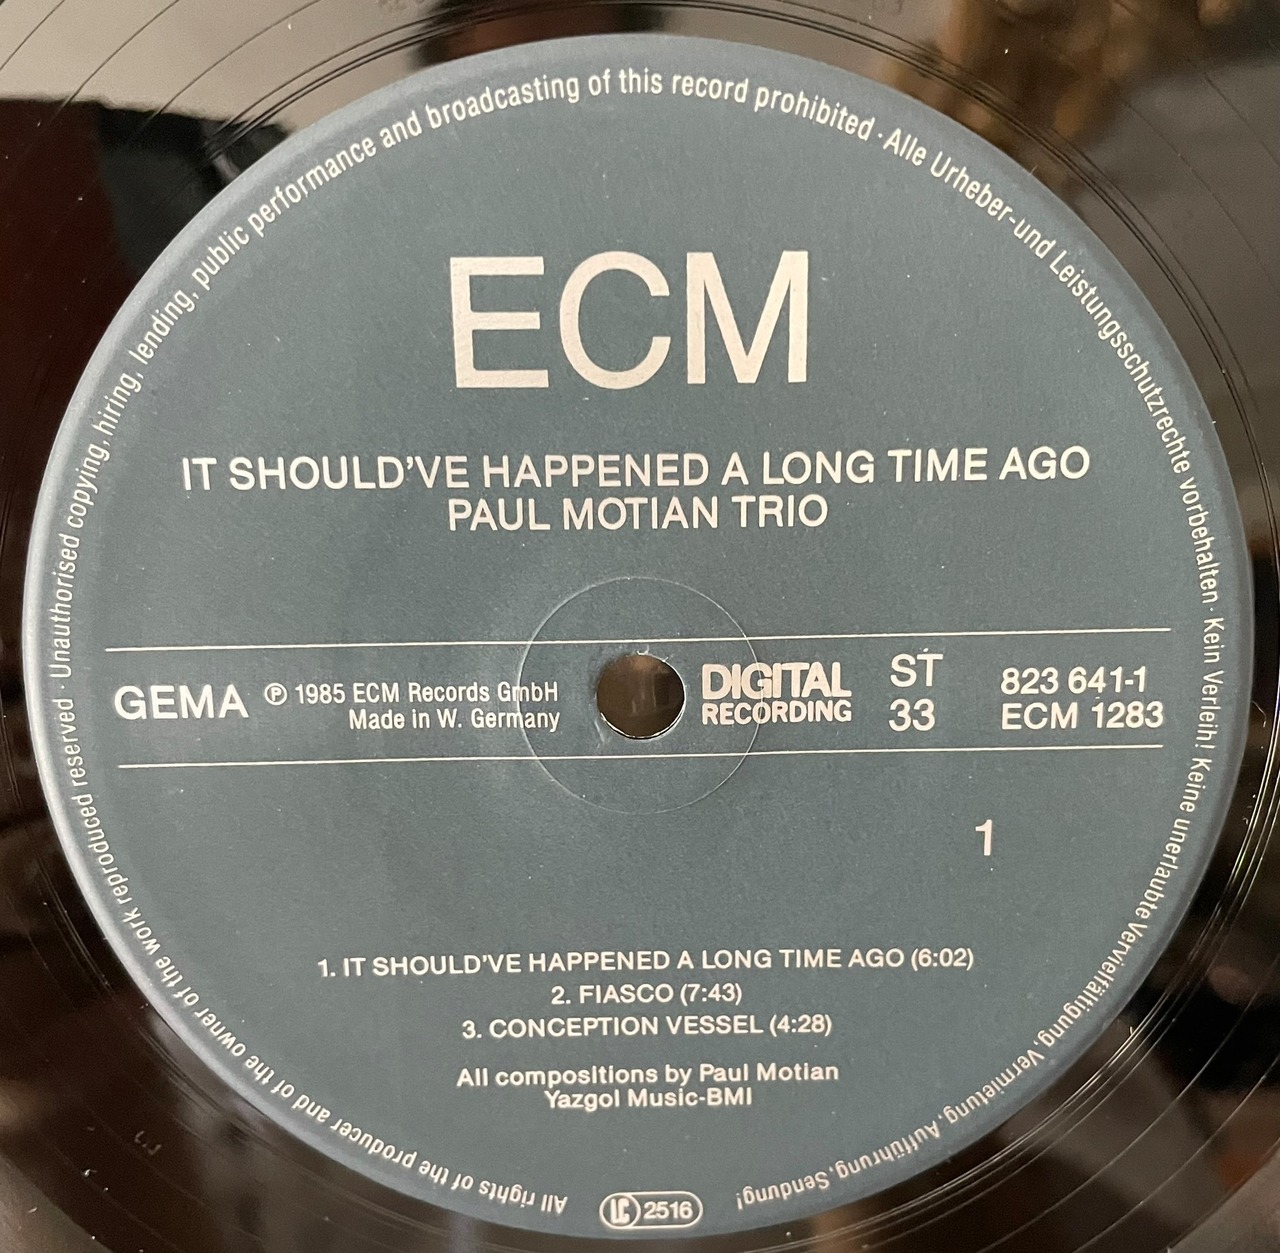 All rights of the producer and of the owner of the work reproduced reserved · Unauthorised copying, hiring, lending, public performance and broadcasting of this record prohibited · Alle Urheber-und Leistungsschutzrechte vorbehalten · Kein Verleih! Keine unerlaubte Vervielfältigung, Vermietung, Aufführung, Sendung!
ECM
IT SHOULD'VE HAPPENED A LONG TIME AGO
PAUL MOTIAN TRIO
GEMA
℗ 1985 ECM Records GmbH
Made in W. Germany
DIGITAL
RECORDING
ST
33
823 641-1
ECM 1283
1
1. IT SHOULD'VE HAPPENED A LONG TIME AGO (6:02)
2. FIASCO (7:43)
3. CONCEPTION VESSEL (4:28)
All compositions by Paul Motian
Yazgol Music-BMI
LC 2516